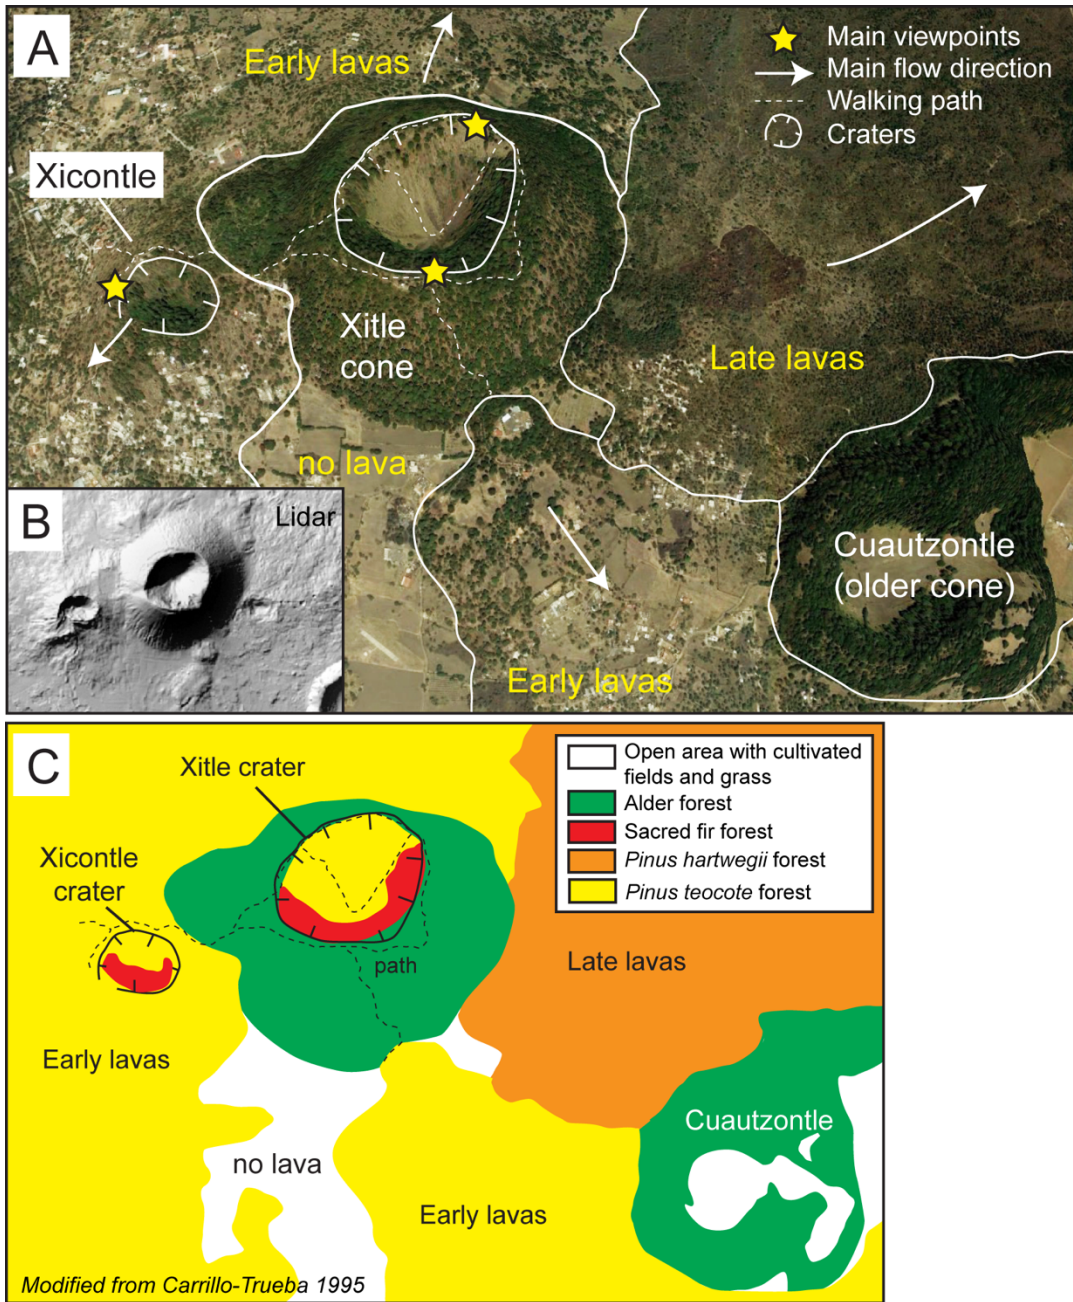 A
Early lavas
Main viewpoints
Main flow direction
Walking path
Craters
Xicontle
Xitle
cone
Late lavas
no lava
Cuautzontle
(older cone)
Early lavas
B
Lidar
C
Xitle crater
Xicontle
crater
Open area with cultivated
fields and grass
Alder forest
Sacred fir forest
Pinus hartwegii forest
Pinus teocote forest
path
Late lavas
Early lavas
Cuautzontle
no lava
Early lavas
Modified from Carrillo-Trueba 1995